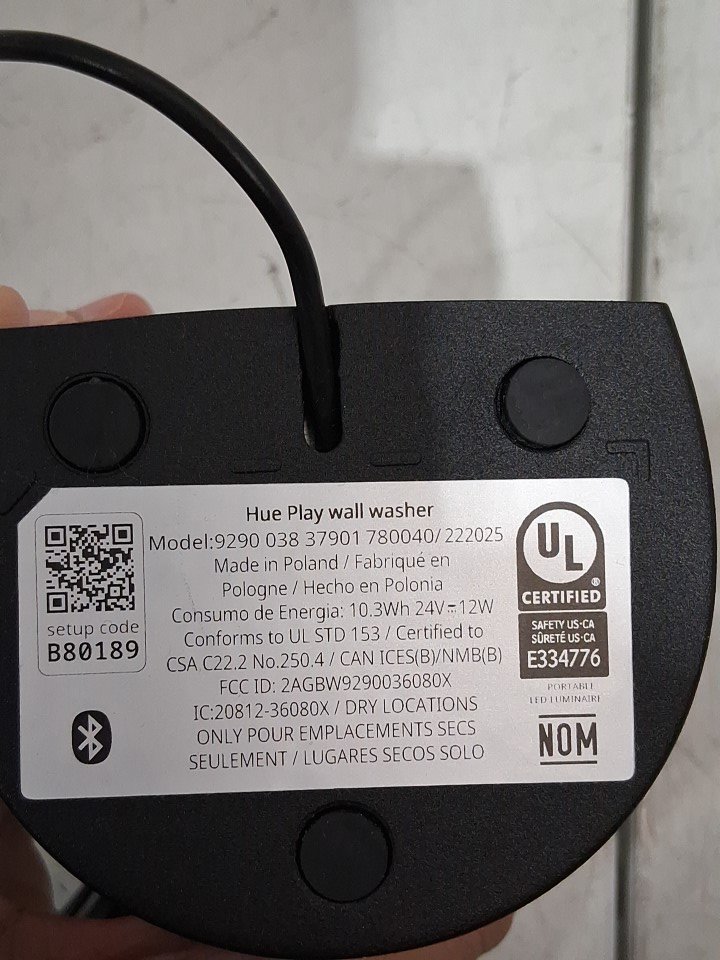 Hue Play wall washer
Model:9290 038 37901 780040/222025
Made in Poland / Fabriqué en
Pologne / Hecho en Polonia
Consumo de Energia: 10.3Wh 24V⎓12W
Conforms to UL STD 153 / Certified to
CSA C22.2 No.250.4 / CAN ICES(B)/NMB(B)
FCC ID: 2AGBW9290036080X
IC:20812-36080X / DRY LOCATIONS
ONLY POUR EMPLACEMENTS SECS
SEULEMENT / LUGARES SECOS SOLO
setup code
B80189
UL
®
CERTIFIED
SAFETY US-CA
SÛRETÉ US-CA
E334776
PORTABLE
LED LUMINAIRE
NOM